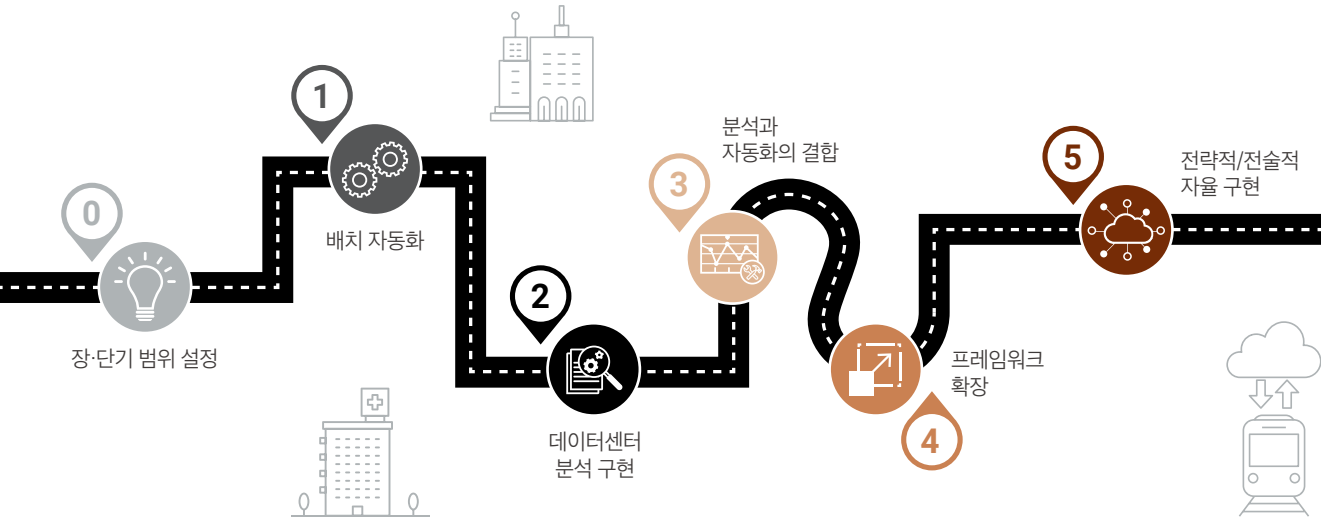 0
장·단기 범위 설정
1
배치 자동화
2
데이터센터
분석 구현
3
분석과
자동화의 결합
4
프레임워크
확장
5
전략적/전술적
자율 구현